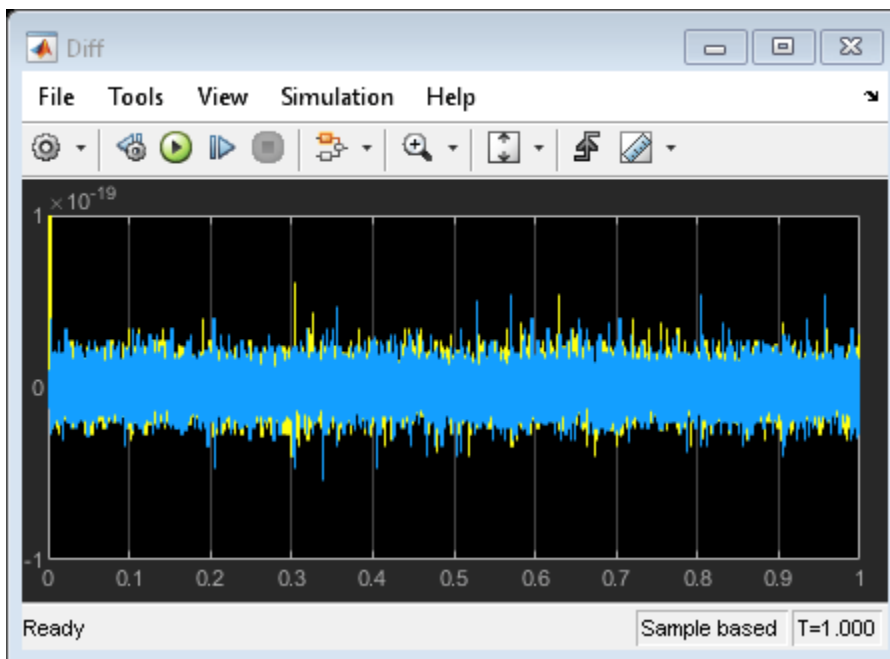 Diff
File Tools View Simulation Help
×10⁻¹⁹
1
0
-1
0 0.1 0.2 0.3 0.4 0.5 0.6 0.7 0.8 0.9 1
Ready Sample based T=1.000